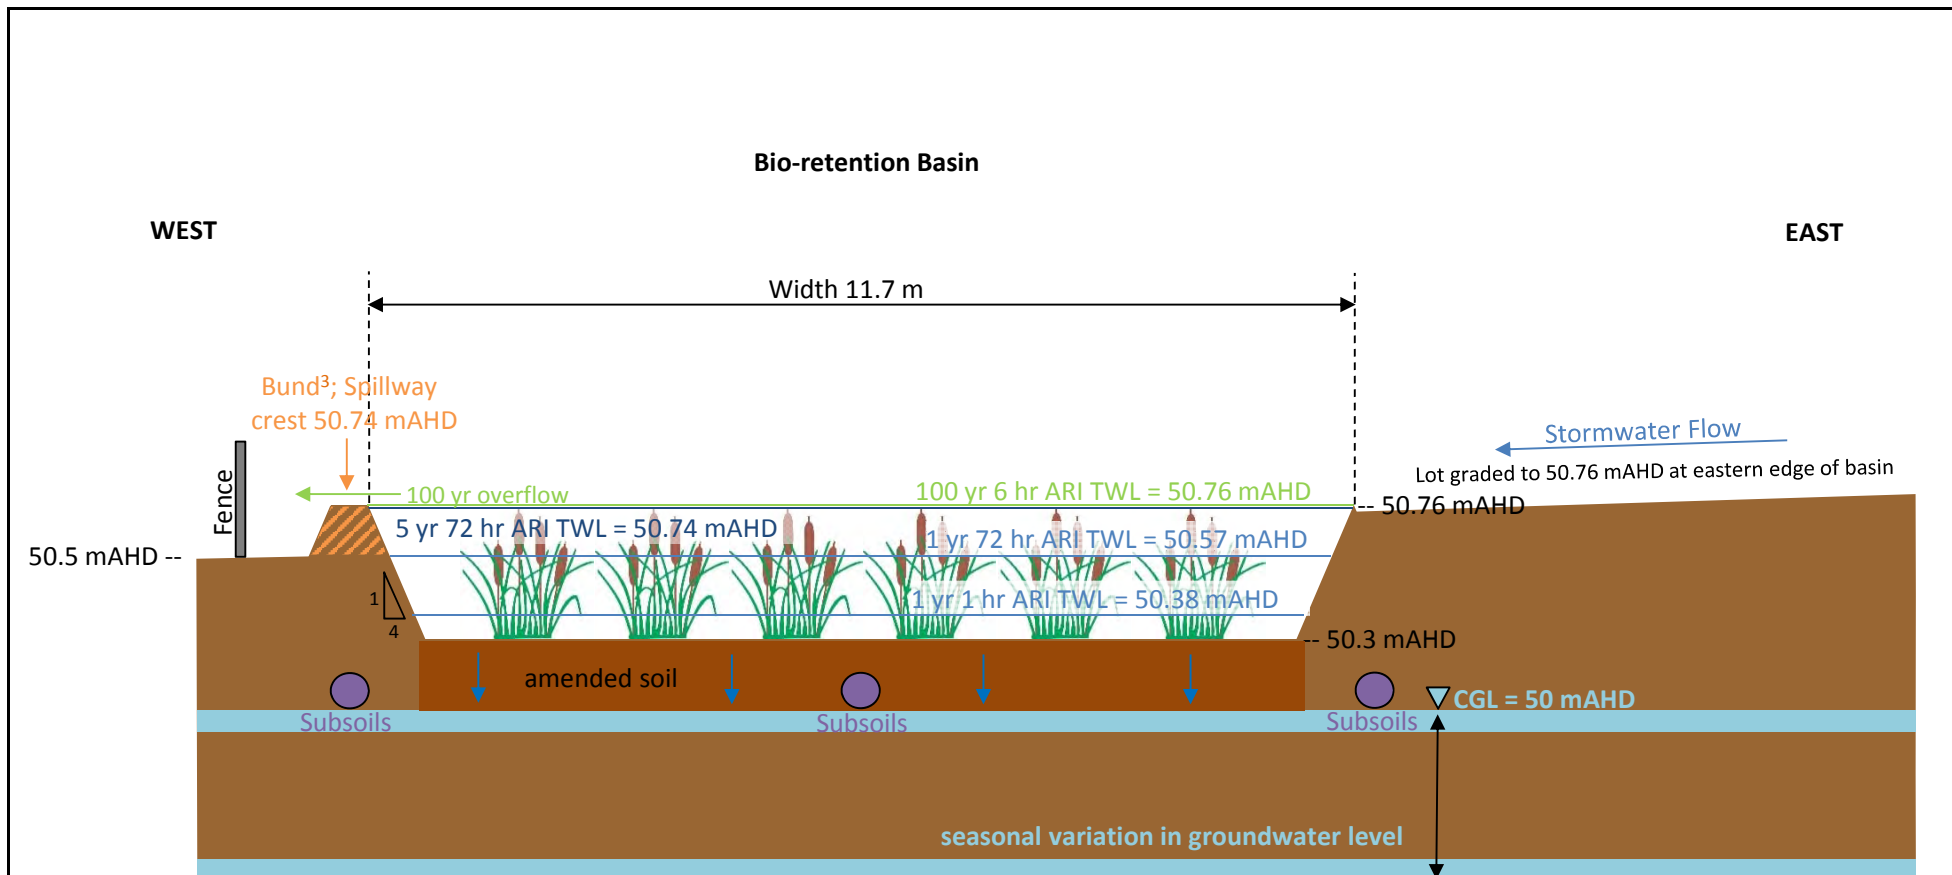 Bio-retention Basin
WEST
EAST
Width 11.7 m
Bund³; Spillway
crest 50.74 mAHD
Stormwater Flow
Lot graded to 50.76 mAHD at eastern edge of basin
Fence
100 yr overflow
100 yr 6 hr ARI TWL = 50.76 mAHD
-- 50.76 mAHD
5 yr 72 hr ARI TWL = 50.74 mAHD
1 yr 72 hr ARI TWL = 50.57 mAHD
50.5 mAHD --
1
4
1 yr 1 hr ARI TWL = 50.38 mAHD
-- 50.3 mAHD
amended soil
CGL = 50 mAHD
Subsoils
Subsoils
Subsoils
seasonal variation in groundwater level